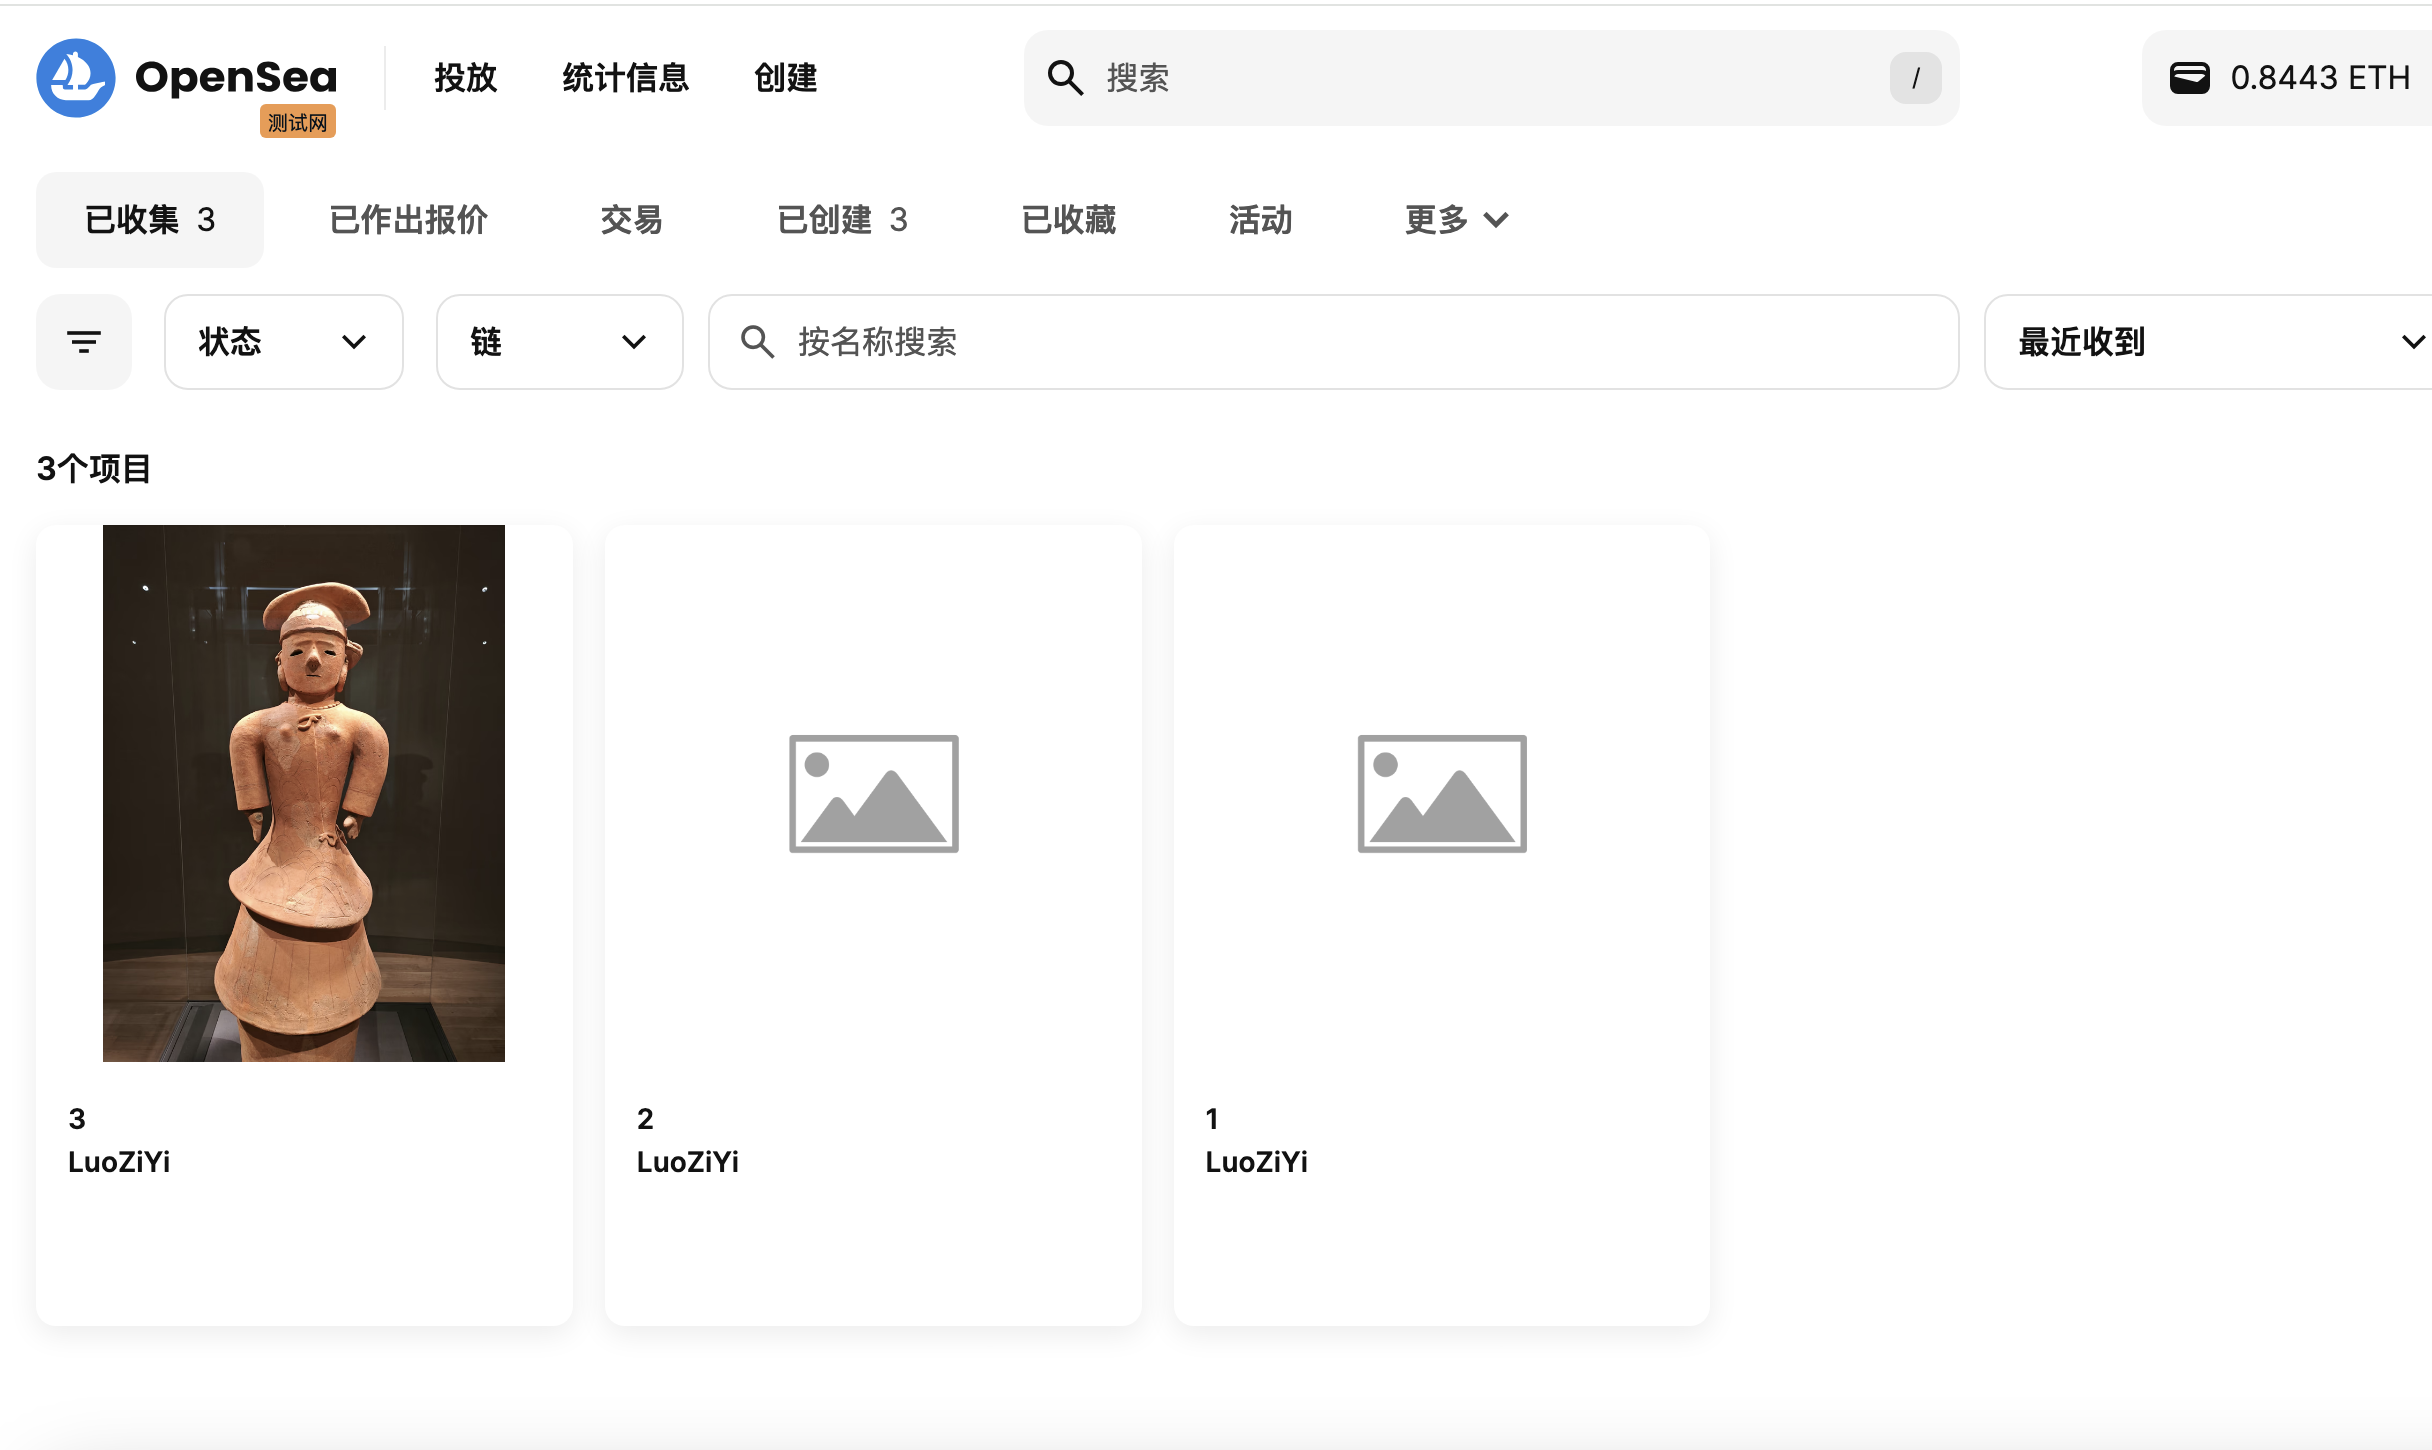 OpenSea
测试网
投放
统计信息
创建
搜索
/
0.8443 ETH
已收集 3
已作出报价
交易
已创建 3
已收藏
活动
更多
状态
链
按名称搜索
最近收到
3个项目
3
LuoZiYi
2
LuoZiYi
1
LuoZiYi